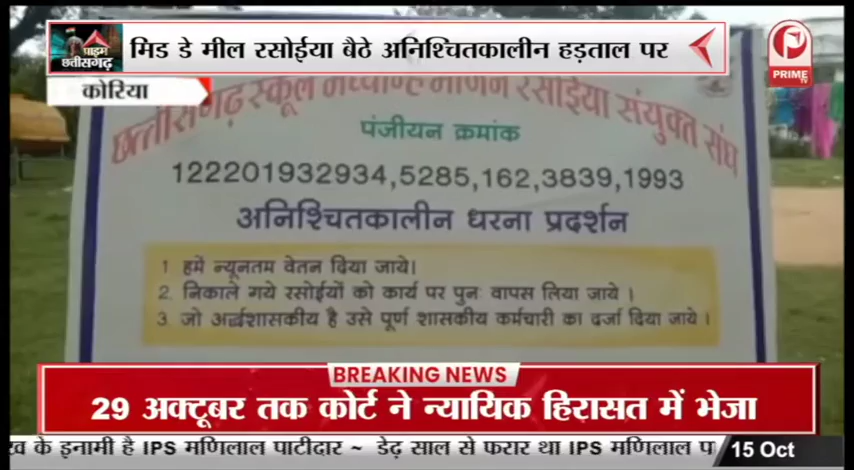 प्राइम
छत्तीसगढ़
मिड डे मील रसोईया बैठे अनिश्चितकालीन हड़ताल पर
PRIME
TV
कोरिया
छत्तीसगढ़ स्कूल मध्यान्ह भोजन रसोईया संयुक्त संघ
पंजीयन क्रमांक
122201932934,5285,162,3839,1993
अनिश्चितकालीन धरना प्रदर्शन
1 हमें न्यूनतम वेतन दिया जाये।
2. निकाले गये रसोईयों को कार्य पर पुनः वापस लिया जाये ।
3. जो अर्द्धशासकीय है उसे पूर्ण शासकीय कर्मचारी का दर्जा दिया जाये ।
BREAKING NEWS
29 अक्टूबर तक कोर्ट ने न्यायिक हिरासत में भेजा
के इनामी है IPS मणिलाल पाटीदार ~ डेढ़ साल से फरार था IPS मणिलाल
15 Oct